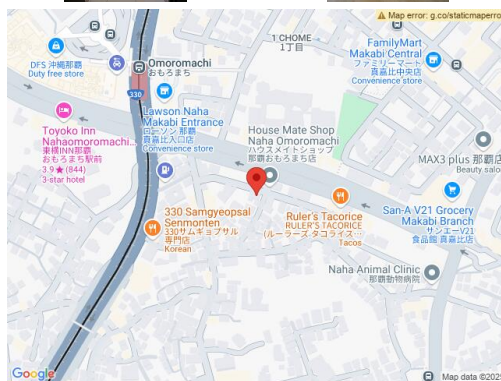 Map error: g.co/staticmaperro
1 CHOME
1丁目
FamilyMart
Makabi Central
ファミリーマート
真嘉比中央店
Convenience store
DFS 沖縄那覇
Duty free store
Omoromachi
おもろまち
330
Lawson Naha
Makabi Entrance
ローソン 那覇
真嘉比入口店
Convenience store
Toyoko Inn
Nahaomoromachi...
東横INN那覇
おもろまち駅前
3.9★(844)
3-star hotel
House Mate Shop
Naha Omoromachi
ハウスメイトショップ
那覇おもろまち店
MAX3 plus 那覇店
Beauty salo
San-A V21 Grocery
Makabi Branch
サンエーV21
食品館 真嘉比店
330 Samgyeopsal
Senmonten
330サムギョプサル
専門店
Korean
Ruler's Tacorice
RULER'S TACORICE
(ルーラーズ・タコライス…
Tacos
Naha Animal Clinic
那覇動物病院
Google
Map data ©2025